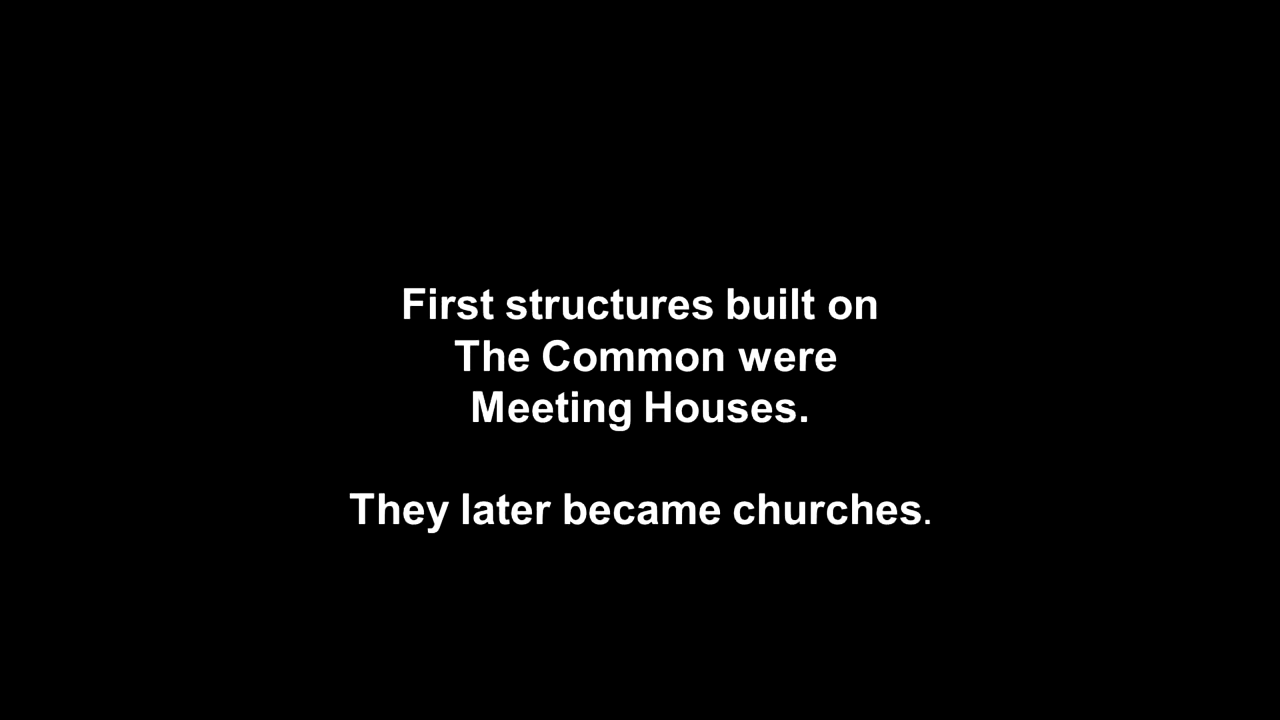 First structures built on
The Common were
Meeting Houses.
They later became churches.